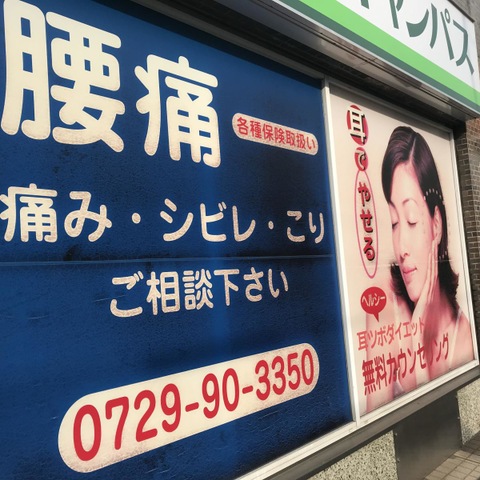 ャンパス
腰痛
各種保険取扱い
痛み・シビレ・こり
ご相談下さい
0729-90-3350
耳でやせる
ヘルシー
耳ツボダイエット
無料カウンセリング